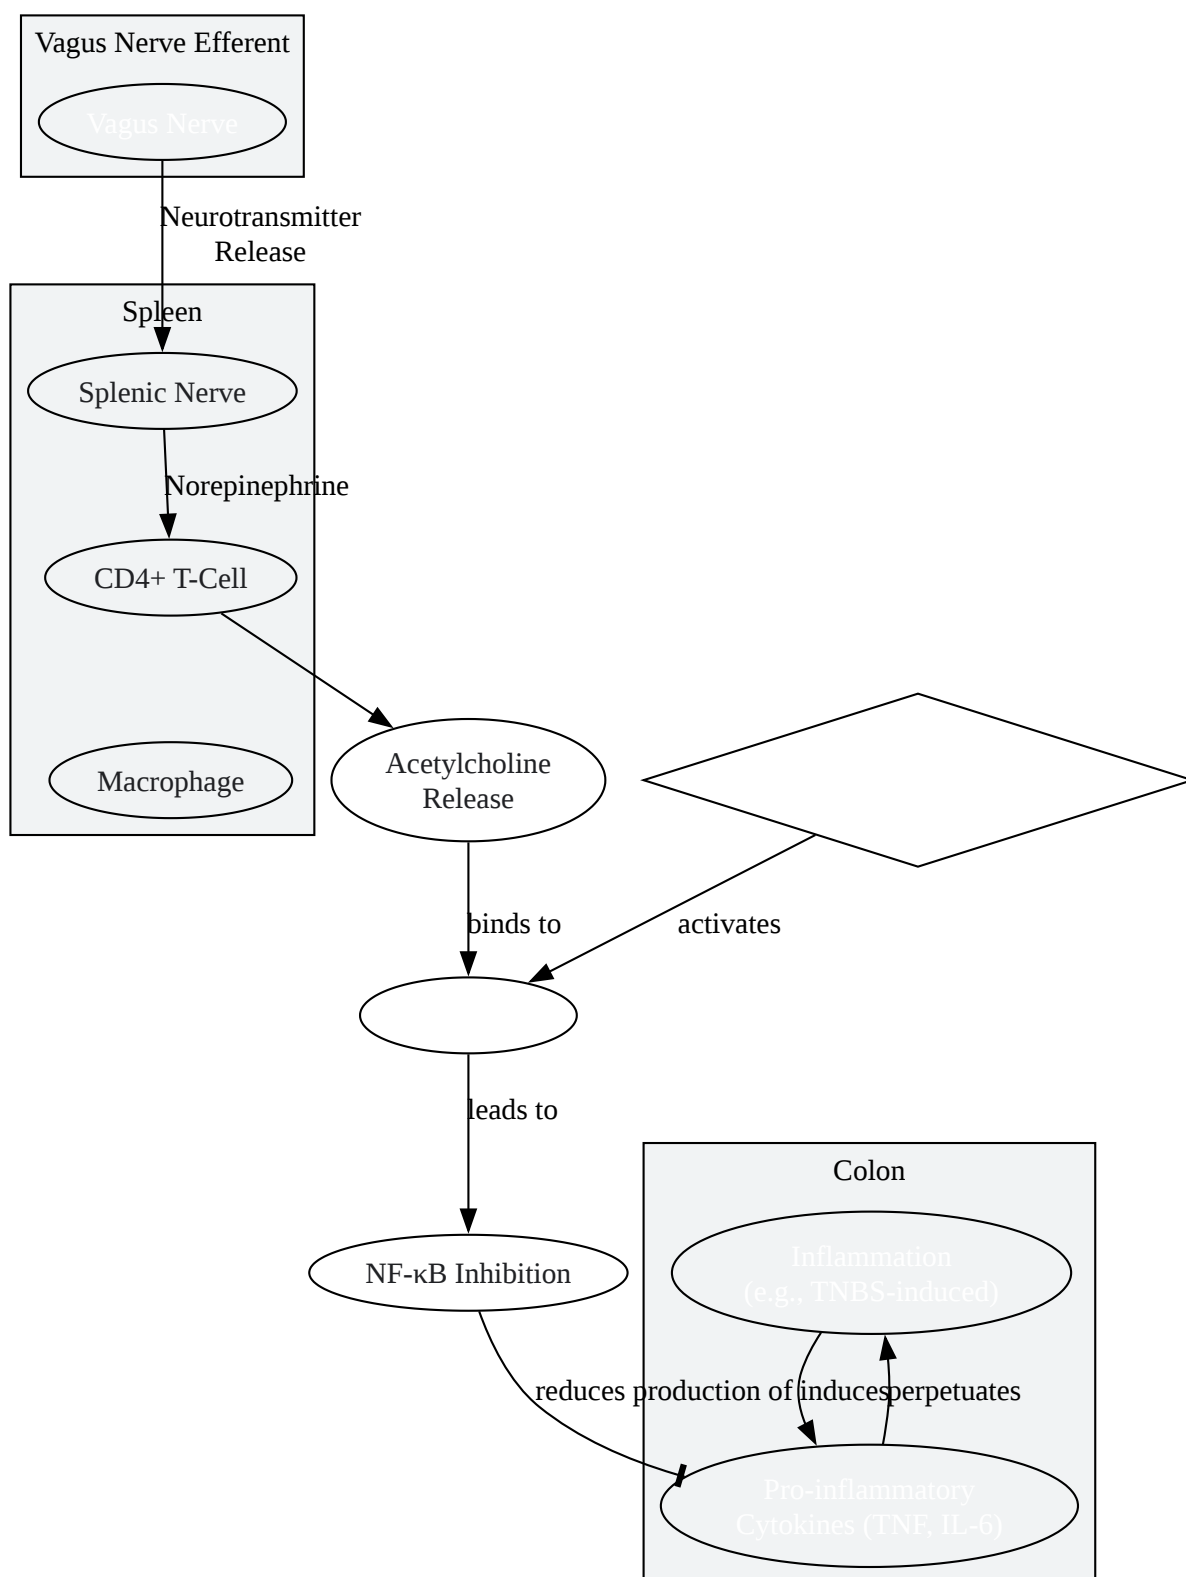 Vagus Nerve Efferent
Vagus Nerve
Neurotransmitter
Release
Spleen
Splenic Nerve
Norepinephrine
CD4+ T-Cell
Macrophage
Acetylcholine
Release
binds to
activates
leads to
Colon
NF-κB Inhibition
Inflammation
(e.g., TNBS-induced)
reduces production of
induces
perpetuates
Pro-inflammatory
Cytokines (TNF, IL-6)